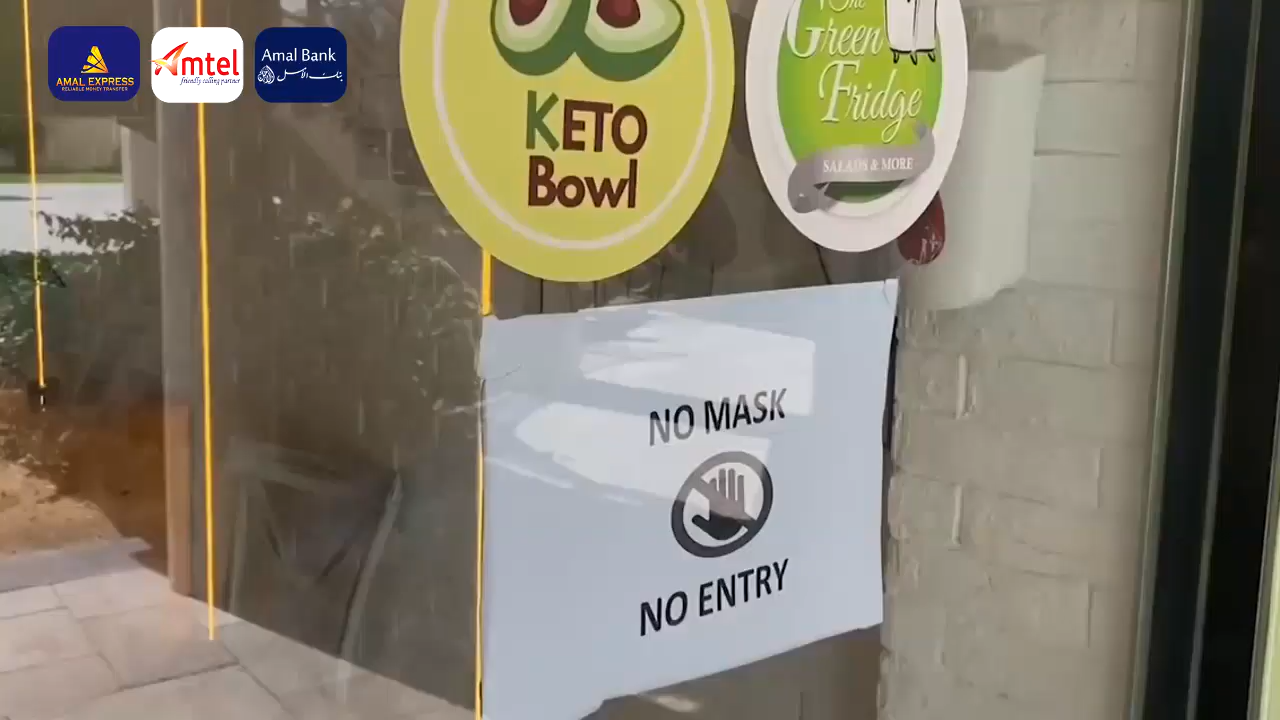 AMAL EXPRESS
RELIABLE MONEY TRANSFER
Amtel
friendly calling partner
Amal Bank
بنك الأمل
KETO
Bowl
The
Green
Fridge
SALADS & MORE
NO MASK
NO ENTRY